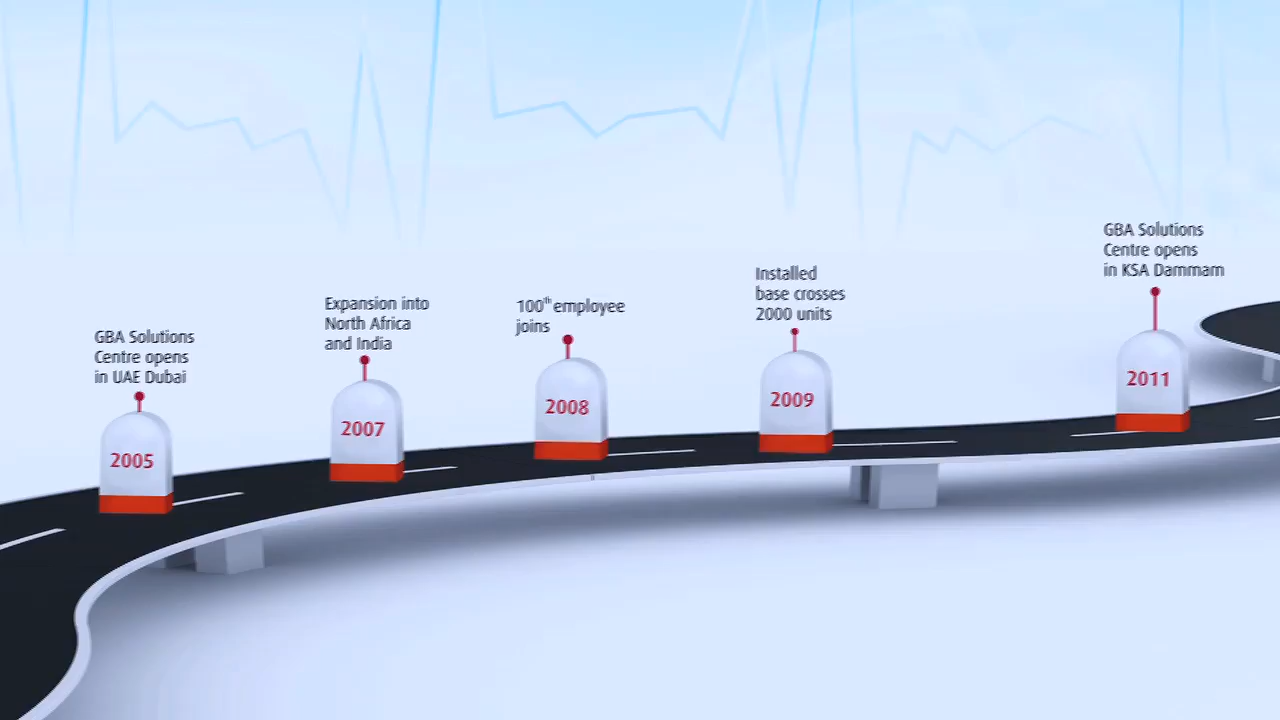 GBA Solutions
Centre opens
in UAE Dubai
2005
Expansion into
North Africa
and India
2007
100th employee
joins
2008
Installed
base crosses
2000 units
2009
GBA Solutions
Centre opens
in KSA Dammam
2011